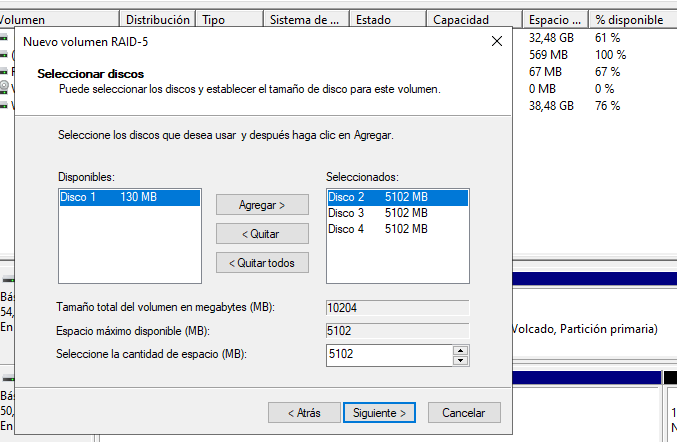 Volumen Distribución Tipo Sistema de ... Estado Capacidad Espacio ... % disponible
32,48 GB 61 %
569 MB 100 %
67 MB 67 %
0 MB 0 %
38,48 GB 76 %
Nuevo volumen RAID-5
Seleccionar discos
Puede seleccionar los discos y establecer el tamaño de disco para este volumen.
Seleccione los discos que desea usar y después haga clic en Agregar.
Disponibles:
Disco 1 130 MB
Agregar >
< Quitar
< Quitar todos
Seleccionados:
Disco 2 5102 MB
Disco 3 5102 MB
Disco 4 5102 MB
Tamaño total del volumen en megabytes (MB): 10204
Espacio máximo disponible (MB): 5102
Seleccione la cantidad de espacio (MB): 5102
< Atrás Siguiente > Cancelar
Bás
54,
En
Volcado, Partición primaria)
Bás
50,
En
1
N